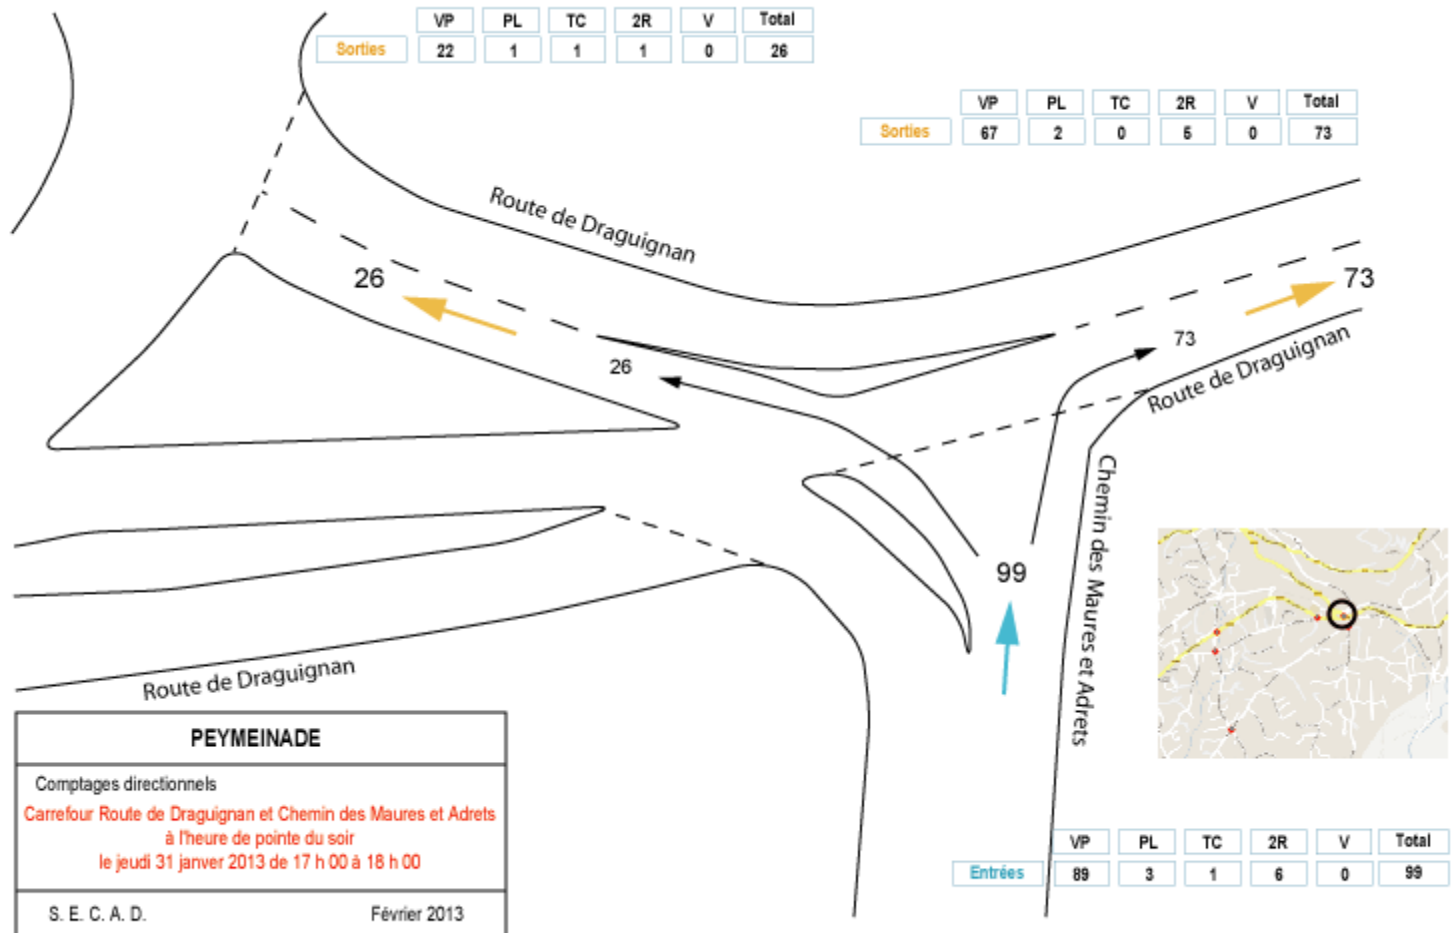 VP PL TC 2R V Total
Sorties 22 1 1 1 0 26
VP PL TC 2R V Total
Sorties 67 2 0 5 0 73
Route de Draguignan
26
73
26
73
Route de Draguignan
Chemin des Maures et Adrets
99
Route de Draguignan
PEYMEINADE
Comptages directionnels
Carrefour Route de Draguignan et Chemin des Maures et Adrets
à l'heure de pointe du soir
le jeudi 31 janver 2013 de 17 h 00 à 18 h 00
S. E. C. A. D. Février 2013
VP PL TC 2R V Total
Entrées 89 3 1 6 0 99